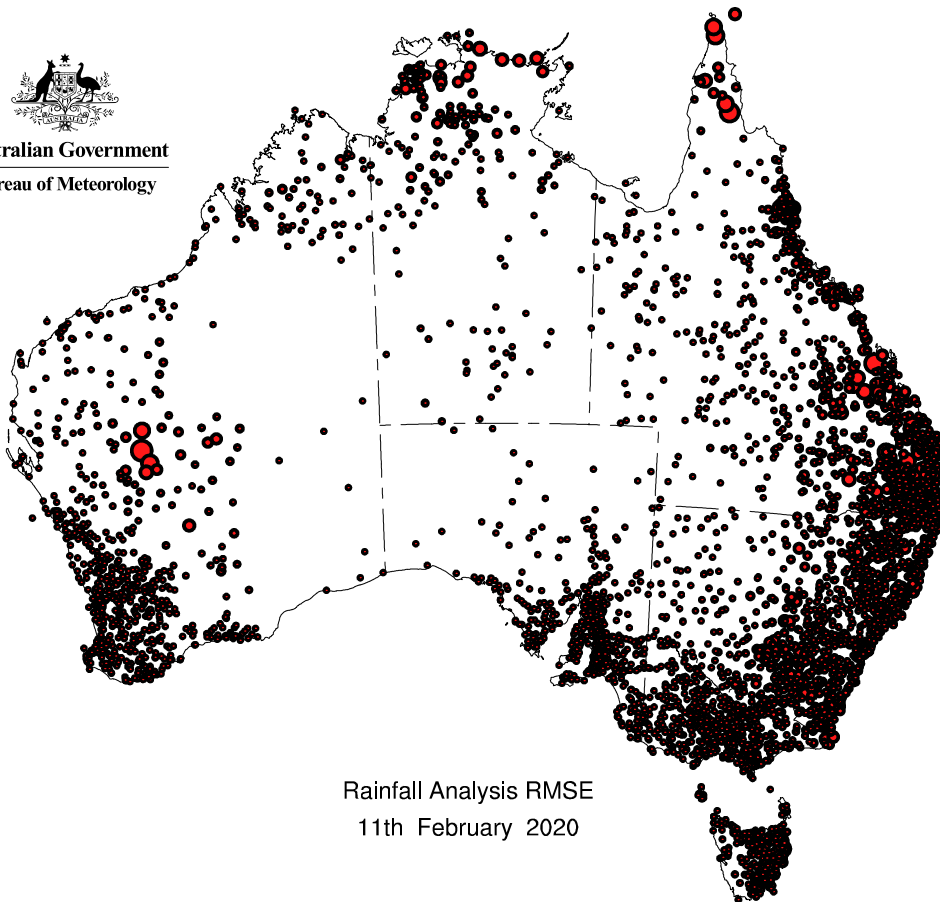 tralian Government
reau of Meteorology
Rainfall Analysis RMSE
11th February 2020